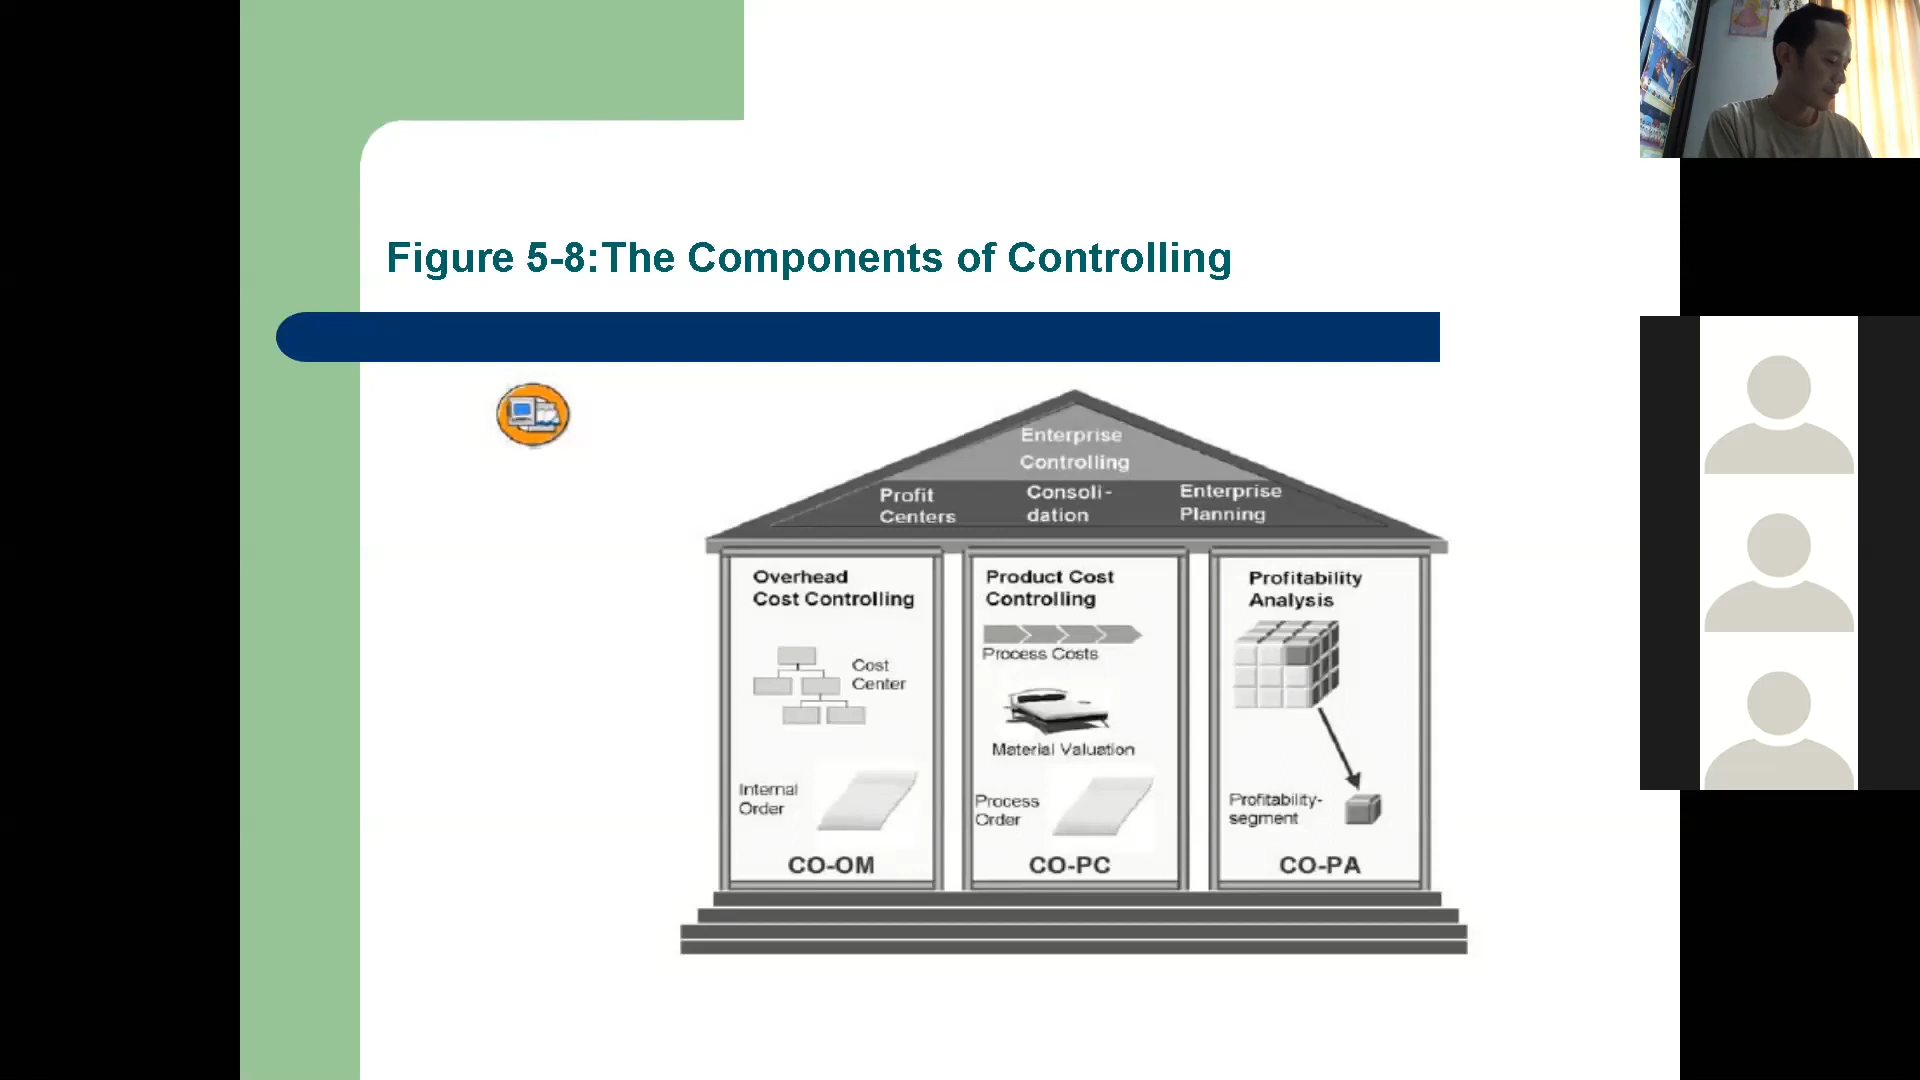 Figure 5-8:The Components of Controlling
Enterprise
Controlling
Profit
Centers
Consoli-
dation
Enterprise
Planning
Overhead
Cost Controlling
Cost
Center
Internal
Order
CO-OM
Product Cost
Controlling
Process Costs
Material Valuation
Process
Order
CO-PC
Profitability
Analysis
Profitability-
segment
CO-PA